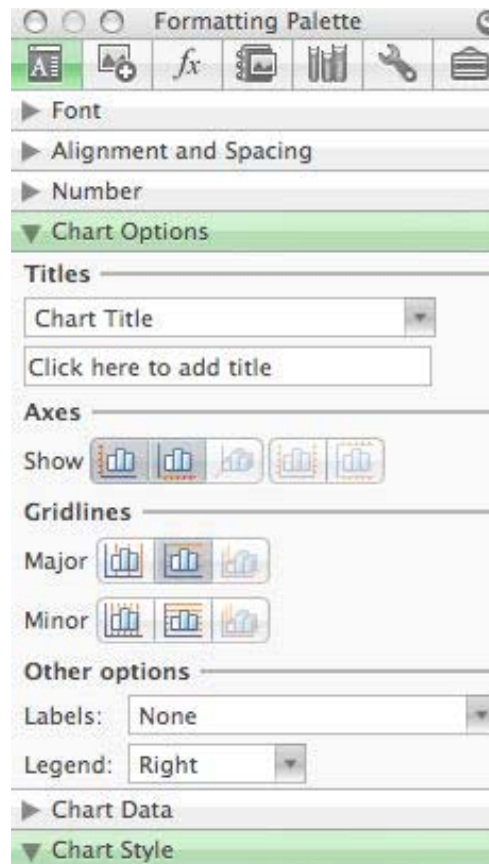 Formatting Palette
A fx
Font
Alignment and Spacing
Number
Chart Options
Titles
Chart Title
Click here to add title
Axes
Show
Gridlines
Major
Minor
Other options
Labels: None
Legend: Right
Chart Data
Chart Style